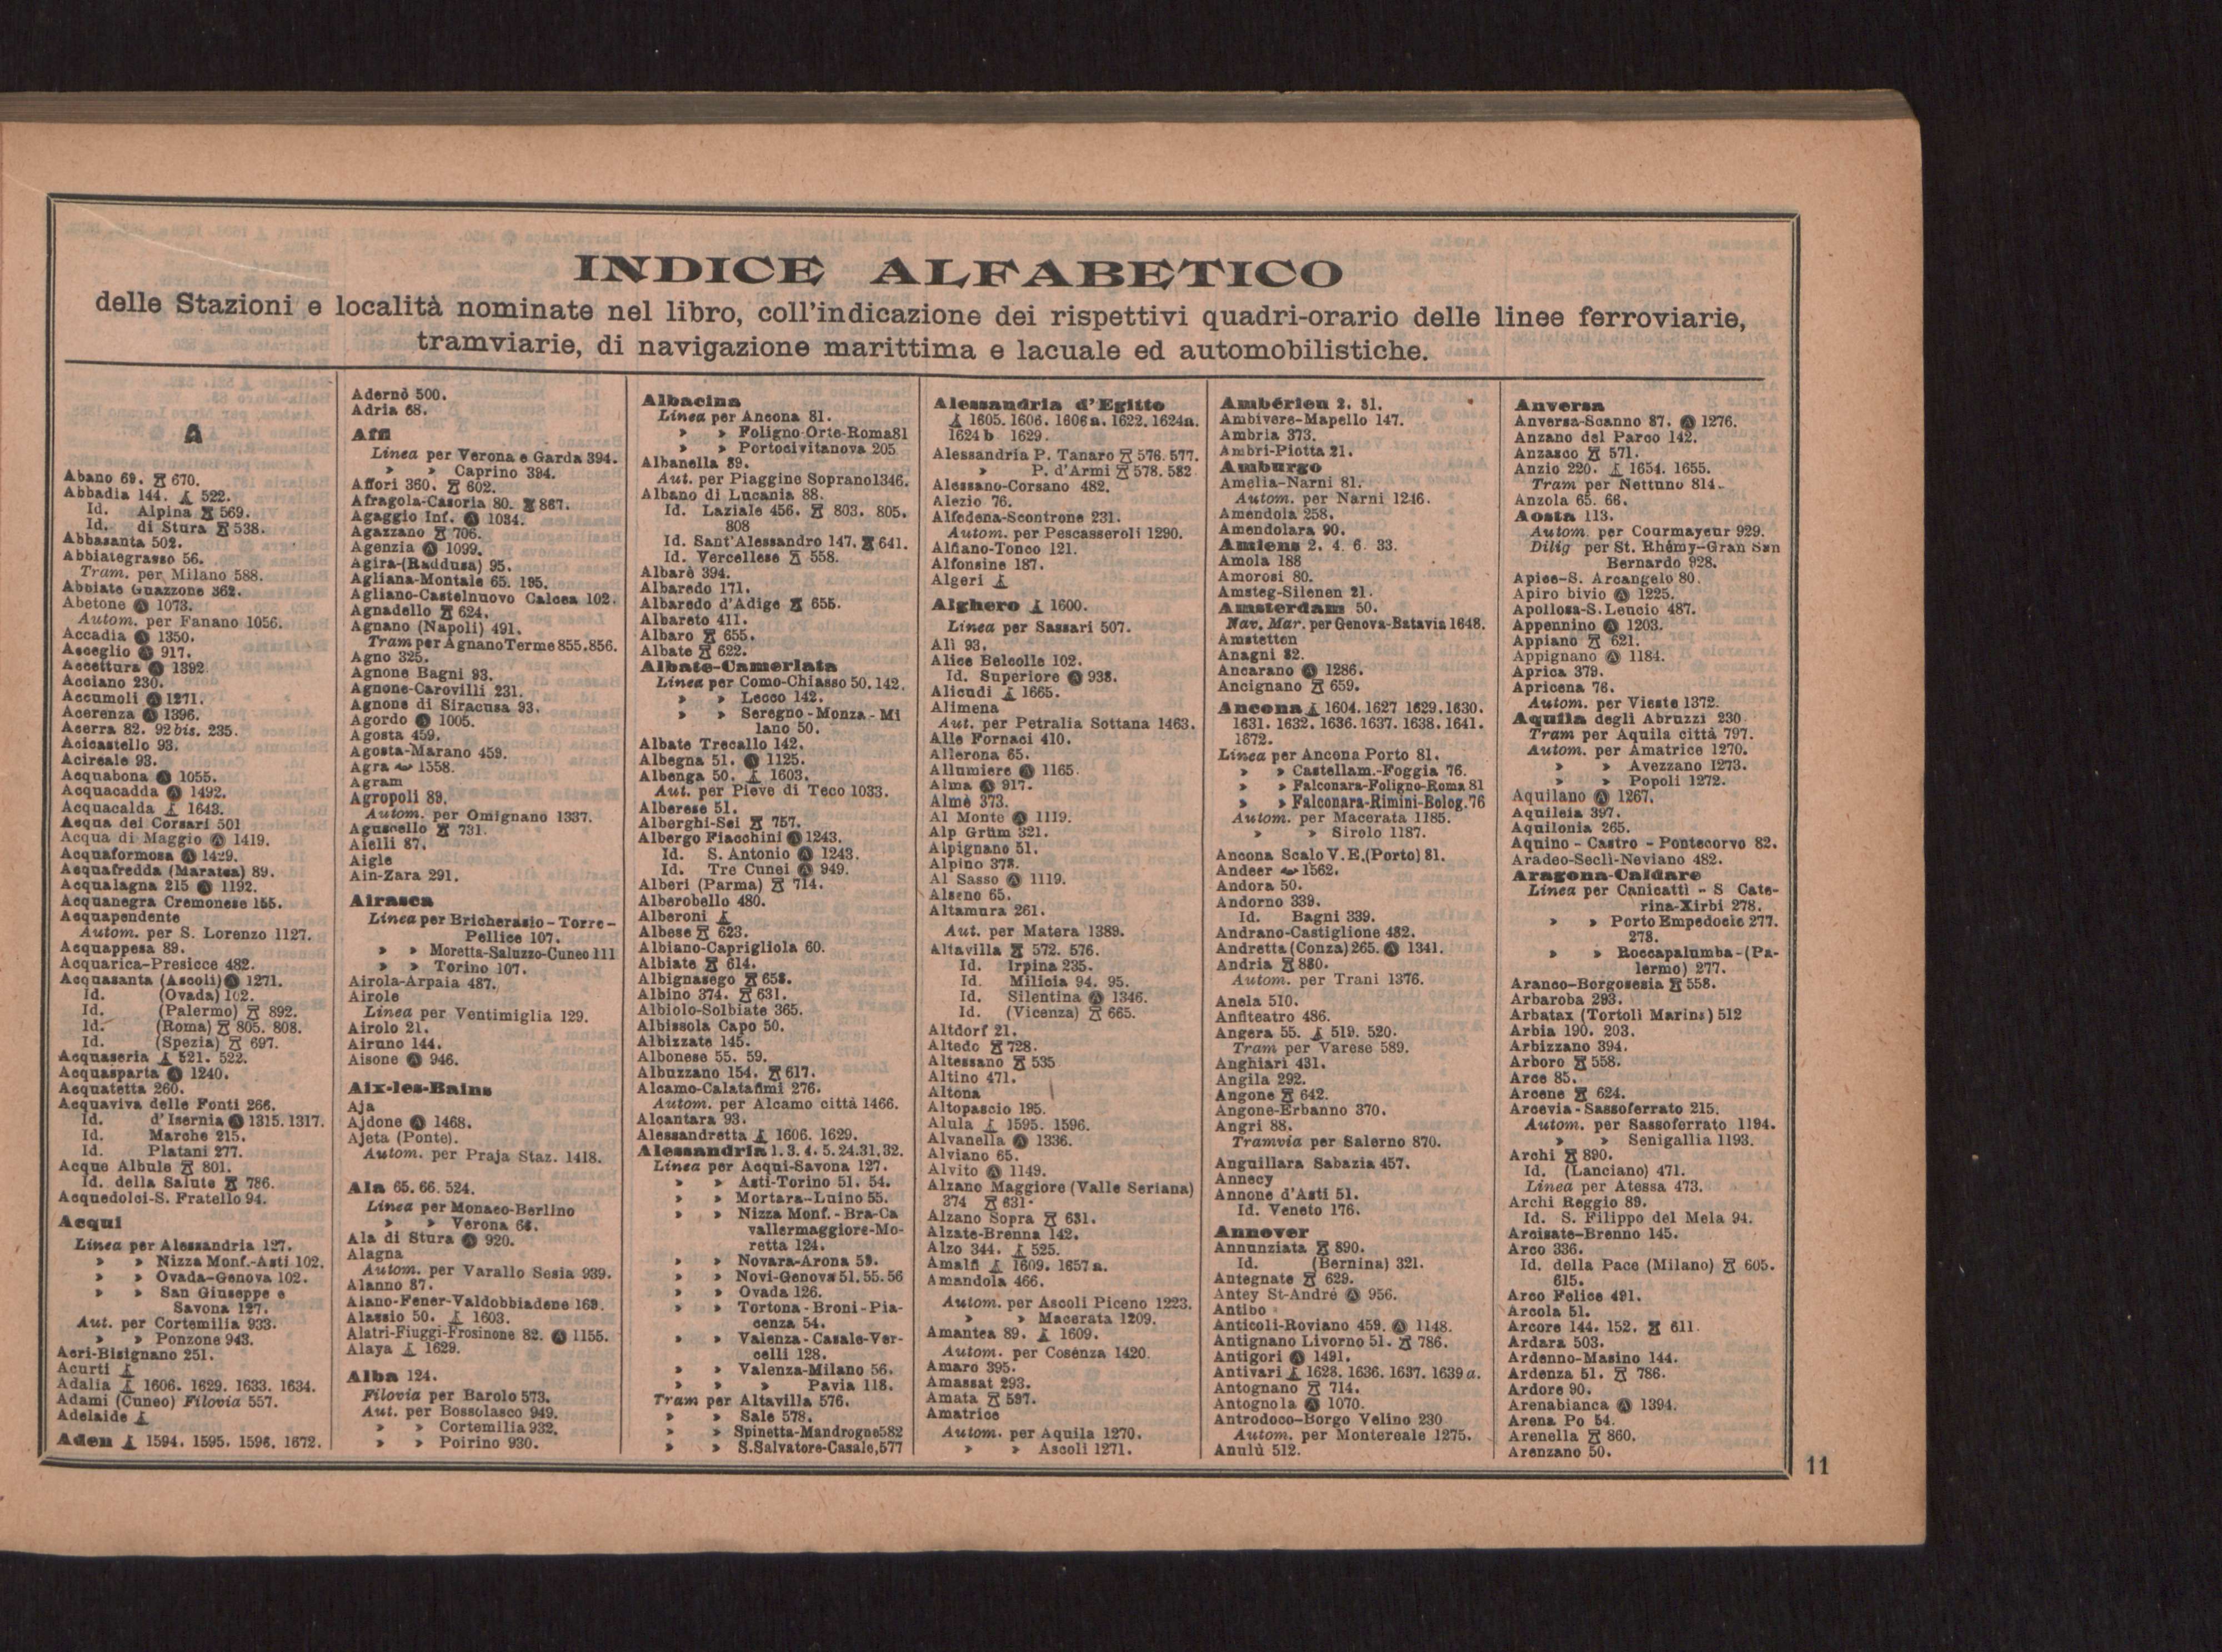 INDICE ALFABETICO
delle Stazioni e località nominate nel libro, coll'indicazione dei rispettivi quadri-orario delle linee ferroviarie,
tramviarie, di navigazione marittima e lacuale ed automobilistiche.
A
Abano 69. 670.
Abbadia 144. 522.
Id. Alpina 569.
Id. di Stura 538.
Abbasanta 502.
Abbiategrasso 56.
Tram. per Milano 588.
Abbiate Guazzone 362.
Abetone Ⓐ 1073.
Autom. per Fanano 1056.
Accadia Ⓐ 1350.
Acceglio Ⓐ 917.
Accettura Ⓐ 1392.
Acciano 230.
Accumoli Ⓐ 1271.
Acerenza Ⓐ 1396.
Acerra 82. 92 bis. 235.
Acicastello 93.
Acireale 93.
Acquabona Ⓐ 1055.
Acquacadda Ⓐ 1492.
Acquacalda 1643.
Acqua dei Corsari 501
Acqua di Maggio Ⓐ 1419.
Acquaformosa Ⓐ 1429.
Acquafredda (Maratea) 89.
Acqualagna 215 Ⓐ 1192.
Acquanegra Cremonese 155.
Acquapendente
Autom. per S. Lorenzo 1127.
Acquappesa 89.
Acquarica-Presicce 482.
Acquasanta (Ascoli) Ⓐ 1271.
Id. (Ovada) 102.
Id. (Palermo) 892.
Id. (Roma) 805. 808.
Id. (Spezia) 697.
Acquaseria 521. 522.
Acquasparta Ⓐ 1240.
Acquatetta 260.
Acquaviva delle Fonti 266.
Id. d'Isernia Ⓐ 1315. 1317.
Id. Marche 215.
Id. Platani 277.
Acque Albule 801.
Id. della Salute 786.
Acquedolci-S. Fratello 94.
Acqui
Linea per Alessandria 127.
» » Nizza Monf.-Asti 102.
» » Ovada-Genova 102.
» » San Giuseppe e
Savona 127.
Aut. per Cortemilia 933.
» » Ponzone 943.
Acri-Bisignano 251.
Acurti
Adalia 1606. 1629. 1633. 1634.
Adami (Cuneo) Filovia 557.
Adelaide
Aden 1594. 1595. 1596. 1672.
Adernò 500.
Adria 68.
Affi
Linea per Verona e Garda 394.
» » Caprino 394.
Affori 360. 602.
Afragola-Casoria 80. 867.
Agaggio Inf. Ⓐ 1034.
Agazzano 706.
Agenzia Ⓐ 1099.
Agira-(Raddusa) 95.
Agliana-Montale 65. 195.
Agliano-Castelnuovo Calcea 102.
Agnadello 624.
Agnano (Napoli) 491.
Tram per Agnano Terme 855. 856.
Agno 325.
Agnone Bagni 93.
Agnone-Carovilli 231.
Agnone di Siracusa 93.
Agordo Ⓐ 1005.
Agosta 459.
Agosta-Marano 459.
Agra 1558.
Agram
Agropoli 89.
Autom. per Omignano 1337.
Aguscello 731.
Aielli 87.
Aigle
Ain-Zara 291.
Airasca
Linea per Bricherasio-Torre-
Pellice 107.
» » Moretta-Saluzzo-Cuneo 111
» » Torino 107.
Airola-Arpaia 487.
Airole
Linea per Ventimiglia 129.
Airolo 21.
Airuno 144.
Aisone Ⓐ 946.
Aix-les-Bains
Aja
Ajdone Ⓐ 1468.
Ajeta (Ponte).
Autom. per Praja Staz. 1418.
Ala 65. 66. 524.
Linea per Monaco-Berlino
» » Verona 66.
Ala di Stura Ⓐ 920.
Alagna
Autom. per Varallo Sesia 939.
Alanno 87.
Alano-Fener-Valdobbiadene 169.
Alassio 50. 1603.
Alatri-Fiuggi-Frosinone 82. Ⓐ 1155.
Alaya 1629.
Alba 124.
Filovia per Barolo 573.
Aut. per Bossolasco 949.
» » Cortemilia 932.
» » Poirino 930.
Albacina
Linea per Ancona 81.
» » Foligno-Orte-Roma 81
» » Portocivitanova 205
Albanella 89.
Aut. per Piaggine Soprano 1346.
Albano di Lucania 88.
Id. Laziale 456. 803. 805.
808
Id. Sant'Alessandro 147. 641.
Id. Vercellese 558.
Albarè 394.
Albaredo 171.
Albaredo d'Adige 655.
Albareto 411.
Albaro 655.
Albate 622.
Albate-Camerlata
Linea per Como-Chiasso 50. 142.
» » Lecco 142.
» » Seregno-Monza-Mi
lano 50.
Albate Trecallo 142.
Albegna 51. Ⓐ 1125.
Albenga 50. 1603.
Aut. per Pieve di Teco 1033.
Alberese 51.
Alberghi-Sei 757.
Albergo Fiacchini Ⓐ 1243.
Id. S. Antonio Ⓐ 1243.
Id. Tre Cunei Ⓐ 949.
Alberi (Parma) 714.
Alberobello 480.
Alberoni
Albese 623.
Albiano-Caprigliola 60.
Albiate 614.
Albignasego 658.
Albino 374. 631.
Albiolo-Solbiate 365.
Albissola Capo 50.
Albizzate 145.
Albonese 55. 59.
Albuzzano 154. 617.
Alcamo-Calatafimi 276.
Autom. per Alcamo città 1466.
Alcantara 93.
Alessandretta 1606. 1629.
Alessandria 1. 3. 4. 5. 24. 31. 32.
Linea per Acqui-Savona 127.
» » Asti-Torino 51. 54.
» » Mortara-Luino 55.
» » Nizza Monf.-Bra-Ca
vallermaggiore-Mo-
retta 124.
» » Novara-Arona 59.
» » Novi-Genova 51. 55. 56
» » Ovada 126.
» » Tortona-Broni-Pia-
cenza 54.
» » Valenza-Casale-Ver-
celli 128.
» » Valenza-Milano 56.
» » » Pavia 118.
Tram per Altavilla 576.
» » Sale 578.
» » Spinetta-Mandrogne 582
» » S. Salvatore-Casale, 577
Alessandria d'Egitto
1605. 1606. 1606 a. 1622. 1624a.
1624 b 1629.
Alessandria P. Tanaro 576. 577.
» P. d'Armi 578. 582
Alessano-Corsano 482.
Alezio 76.
Alfedena-Scontrone 231.
Autom. per Pescasseroli 1290.
Alfiano-Tonco 121.
Alfonsine 187.
Algeri
Alghero 1600.
Linea per Sassari 507.
Alì 93.
Alice Belcolle 102.
Id. Superiore Ⓐ 938.
Alicudi 1665.
Alimena
Aut. per Petralia Sottana 1463.
Alle Fornaci 410.
Allerona 65.
Allumiere Ⓐ 1165.
Alma Ⓐ 917.
Almè 373.
Al Monte Ⓐ 1119.
Alp Grüm 321.
Alpignano 51.
Alpino 378.
Al Sasso Ⓐ 1119.
Alseno 65.
Altamura 261.
Aut. per Matera 1389.
Altavilla 572. 576.
Id. Irpina 235.
Id. Milicia 94. 95.
Id. Silentina Ⓐ 1346.
Id. (Vicenza) 665.
Altdorf 21.
Altedo 728.
Altessano 535
Altino 471.
Altona
Altopascio 195.
Alula 1595. 1596.
Alvanella Ⓐ 1336.
Alviano 65.
Alvito Ⓐ 1149.
Alzano Maggiore (Valle Seriana)
374 631.
Alzano Sopra 631.
Alzate-Brenna 142.
Alzo 344. 525.
Amalfi 1609. 1657 a.
Amandola 466.
Autom. per Ascoli Piceno 1223.
» » Macerata 1209.
Amantea 89. 1609.
Autom. per Cosenza 1420.
Amaro 395.
Amassat 293.
Amata 597.
Amatrice
Autom. per Aquila 1270.
» » Ascoli 1271.
Ambérieu 2. 31.
Ambivere-Mapello 147.
Ambria 373.
Ambri-Piotta 21.
Amburgo
Amelia-Narni 81.
Autom. per Narni 1246.
Amendola 258.
Amendolara 90.
Amiens 2. 4. 6. 33.
Amola 188
Amorosi 80.
Amsteg-Silenen 21.
Amsterdam 50.
Nav. Mar. per Genova-Batavia 1648.
Amstetten
Anagni 82.
Ancarano Ⓐ 1286.
Ancignano 659.
Ancona 1604. 1627 1629. 1630.
1631. 1632. 1636. 1637. 1638. 1641.
1672.
Linea per Ancona Porto 81.
» » Castellam.-Foggia 76.
» » Falconara-Foligno-Roma 81
» » Falconara-Rimini-Bolog. 76
Autom. per Macerata 1185.
» » Sirolo 1187.
Ancona Scalo V. E. (Porto) 81.
Andeer 1562.
Andora 50.
Andorno 339.
Id. Bagni 339.
Andrano-Castiglione 482.
Andretta (Conza) 265. Ⓐ 1341.
Andria 880.
Autom. per Trani 1376.
Anela 510.
Anfiteatro 486.
Angera 55. 519. 520.
Tram per Varese 589.
Anghiari 431.
Angila 292.
Angone 642.
Angone-Erbanno 370.
Angri 88.
Tramvia per Salerno 870.
Anguillara Sabazia 457.
Annecy
Annone d'Asti 51.
Id. Veneto 176.
Annover
Annunziata 890.
Id. (Bernina) 321.
Antegnate 629.
Antey St-André Ⓐ 956.
Antibo
Anticoli-Roviano 459. Ⓐ 1148.
Antignano Livorno 51. 786.
Antigori Ⓐ 1491.
Antivari 1628. 1636. 1637. 1639 a.
Antognano 714.
Antognola Ⓐ 1070.
Antrodoco-Borgo Velino 230
Autom. per Montereale 1275.
Anulù 512.
Anversa
Anversa-Scanno 87. Ⓐ 1276.
Anzano del Parco 142.
Anzasco 571.
Anzio 220. 1654. 1655.
Tram per Nettuno 814.
Anzola 65. 66.
Aosta 113.
Autom. per Courmayeur 929.
Dilig per St. Rhémy-Gran San
Bernardo 928.
Apice-S. Arcangelo 80.
Apiro bivio Ⓐ 1225.
Apollosa-S. Leucio 487.
Appennino Ⓐ 1203.
Appiano 621.
Appignano Ⓐ 1184.
Aprica 379.
Apricena 76.
Autom. per Vieste 1372.
Aquila degli Abruzzi 230
Tram per Aquila città 797.
Autom. per Amatrice 1270.
» » Avezzano 1273.
» » Popoli 1272.
Aquilano Ⓐ 1267.
Aquileia 397.
Aquilonia 265.
Aquino - Castro - Pontecorvo 82.
Aradeo-Seclì-Neviano 482.
Aragona-Caldare
Linea per Canicattì - S Cate-
rina-Xirbi 278.
» » Porto Empedocle 277.
278.
» » Roccapalumba-(Pa-
lermo) 277.
Aranco-Borgosesia 558.
Arbaroba 293.
Arbatax (Tortolì Marina) 512
Arbia 190. 203.
Arbizzano 394.
Arboro 558.
Arce 85.
Arcene 624.
Arcevia-Sassoferrato 215.
Autom. per Sassoferrato 1194.
» » Senigallia 1193.
Archi 890.
Id. (Lanciano) 471.
Linea per Atessa 473.
Archi Reggio 89.
Id. S. Filippo del Mela 94.
Arcisate-Brenno 145.
Arco 336.
Id. della Pace (Milano) 605.
615.
Arco Felice 491.
Arcola 51.
Arcore 144. 152. 611.
Ardara 503.
Ardenno-Masino 144.
Ardenza 51. 786.
Ardore 90.
Arenabianca Ⓐ 1394.
Arena Po 54.
Arenella 860.
Arenzano 50.
11